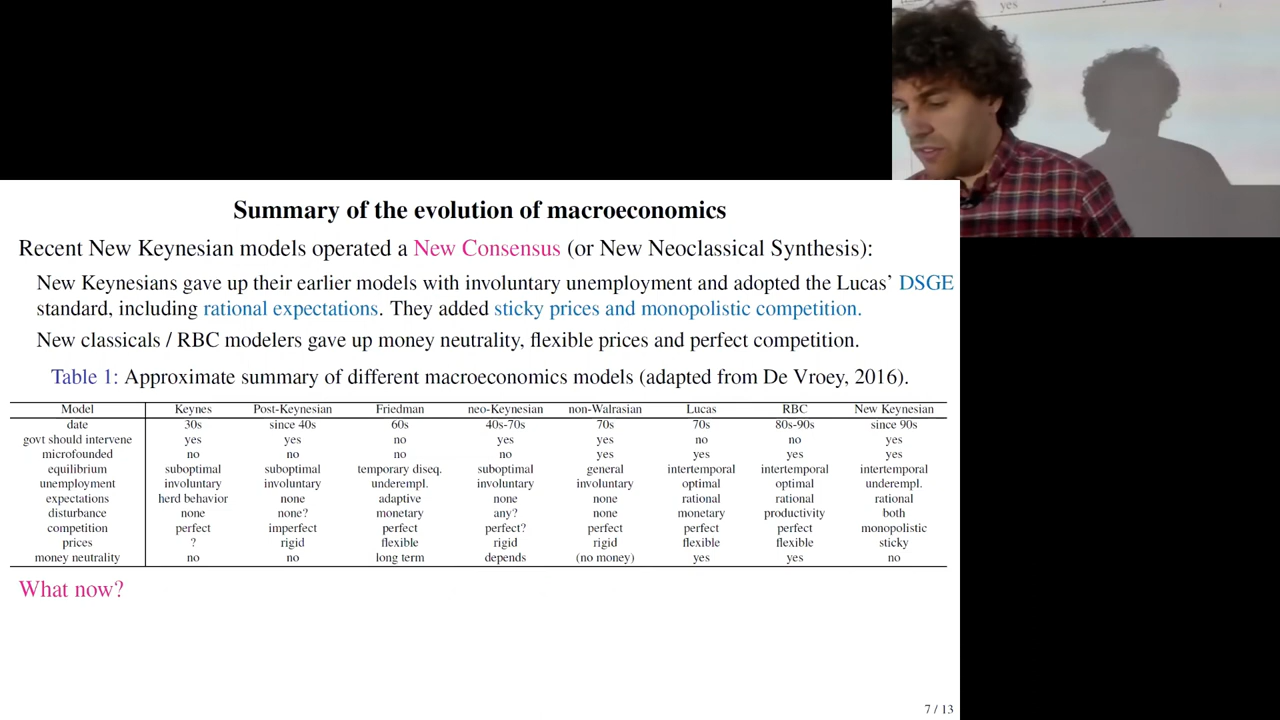 yes
Summary of the evolution of macroeconomics
Recent New Keynesian models operated a New Consensus (or New Neoclassical Synthesis):
New Keynesians gave up their earlier models with involuntary unemployment and adopted the Lucas’ DSGE
standard, including rational expectations. They added sticky prices and monopolistic competition.
New classicals / RBC modelers gave up money neutrality, flexible prices and perfect competition.
Table 1: Approximate summary of different macroeconomics models (adapted from De Vroey, 2016).
Model Keynes Post-Keynesian Friedman neo-Keynesian non-Walrasian Lucas RBC New Keynesian
date 30s since 40s 60s 40s-70s 70s 70s 80s-90s since 90s
govt should intervene yes yes no yes yes no no yes
microfounded no no no no yes yes yes yes
equilibrium suboptimal suboptimal temporary diseq. suboptimal general intertemporal intertemporal intertemporal
unemployment involuntary involuntary underempl. involuntary involuntary optimal optimal underempl.
expectations herd behavior none adaptive none none rational rational rational
disturbance none none? monetary any? none monetary productivity both
competition perfect imperfect perfect perfect? perfect perfect perfect monopolistic
prices ? rigid flexible rigid rigid flexible flexible sticky
money neutrality no no long term depends (no money) yes yes no
What now?
7 / 13